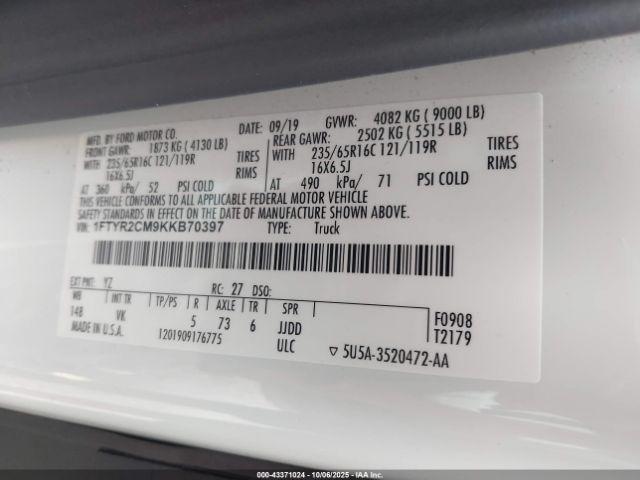 MFD. BY FORD MOTOR CO.
09/19 GVWR: 4082 KG ( 9000 LB)
FRONT GAWR: 1873 KG ( 4130 LB)
REAR GAWR: 2502 KG ( 5515 LB)
WITH 235/65R16C 121/119R TIRES
WITH 235/65R16C 121/119R TIRES
16X6.5J RIMS
16X6.5J RIMS
AT 360 kPa/ 52 PSI COLD
AT 490 kPa/ 71 PSI COLD
THIS VEHICLE CONFORMS TO ALL APPLICABLE FEDERAL MOTOR VEHICLE
SAFETY AND THEFT PREVENTION STANDARDS IN EFFECT ON THE DATE OF MANUFACTURE SHOWN ABOVE.
VIN: 1FTYR2CM9KKB70397 TYPE: Truck
EXT PNT: YZ RC: 27 DSO:
WB INT TR TP/PS R AXLE TR SPR
148 VK 5 73 6 JJDD
MADE IN U.S.A. 1201909176775 ULC
F0908
T2179
▽ 5U5A-3520472-AA
000-43371024 | 10/06/2025 | IAAI.COM